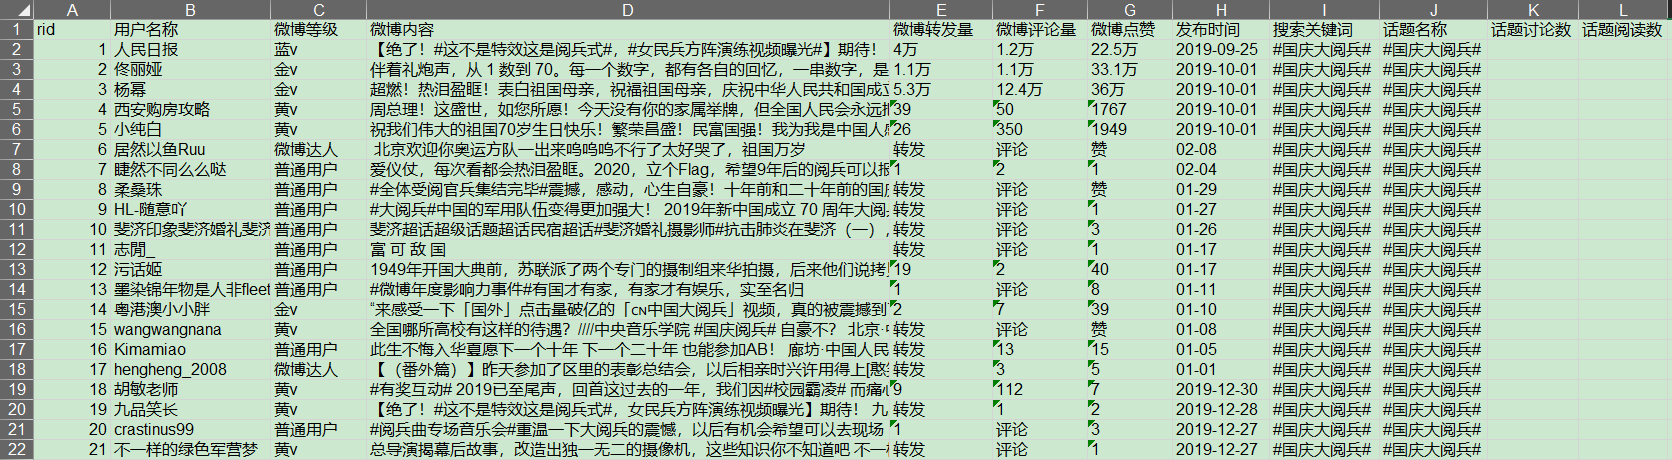 A B C D E F G H I J K L
1 rid 用户名称 微博等级 微博内容 微博转发量 微博评论量 微博点赞 发布时间 搜索关键词 话题名称 话题讨论数 话题阅读数
2 1 人民日报 蓝v 【绝了！#这不是特效这是阅兵式#，#女民兵方阵演练视频曝光#】期待！ 4万 1.2万 22.5万 2019-09-25 #国庆大阅兵# #国庆大阅兵#
3 2 佟丽娅 金v 伴着礼炮声，从 1 数到 70。每一个数字，都有各自的回忆，一串数字，是 1.1万 1.1万 33.1万 2019-10-01 #国庆大阅兵# #国庆大阅兵#
4 3 杨幂 金v 超燃！热泪盈眶！表白祖国母亲，祝福祖国母亲，庆祝中华人民共和国成立 5.3万 12.4万 36万 2019-10-01 #国庆大阅兵# #国庆大阅兵#
5 4 西安购房攻略 黄v 周总理！这盛世，如您所愿！今天没有你的家属举牌，但全国人民会永远 39 50 1767 2019-10-01 #国庆大阅兵# #国庆大阅兵#
6 5 小纯白 黄v 祝我们伟大的祖国70岁生日快乐！繁荣昌盛！民富国强！我为我是中国人 26 350 1949 2019-10-01 #国庆大阅兵# #国庆大阅兵#
7 6 居然以鱼Ruu 微博达人 北京欢迎你奥运方队一出来呜呜呜不行了太好哭了，祖国万岁 转发 评论 赞 02-08 #国庆大阅兵# #国庆大阅兵#
8 7 睫然不同么么哒 普通用户 爱仪仗，每次看都会热泪盈眶。2020，立个Flag，希望9年后的阅兵可以 1 2 1 02-04 #国庆大阅兵# #国庆大阅兵#
9 8 柔桑珠 普通用户 #全体受阅官兵集结完毕#震撼，感动，心生自豪！十年前和二十年前的国 转发 评论 赞 01-29 #国庆大阅兵# #国庆大阅兵#
10 9 HL-随意吖 普通用户 #大阅兵#中国的军用队伍变得更加强大！ 2019年新中国成立 70 周年大阅 转发 评论 1 01-27 #国庆大阅兵# #国庆大阅兵#
11 10 斐济印象斐济婚礼斐济 普通用户 斐济超话超级话题超话民宿超话#斐济婚礼摄影师#抗击肺炎在斐济（一）， 转发 评论 3 01-26 #国庆大阅兵# #国庆大阅兵#
12 11 志閒_ 普通用户 富 可 敌 国 转发 评论 1 01-17 #国庆大阅兵# #国庆大阅兵#
13 12 污话姬 普通用户 1949年开国大典前，苏联派了两个专门的摄制组来华拍摄，后来他们说拷 19 2 40 01-17 #国庆大阅兵# #国庆大阅兵#
14 13 墨染锦年物是人非fleet 普通用户 #微博年度影响力事件#有国才有家，有家才有娱乐，实至名归 1 评论 8 01-11 #国庆大阅兵# #国庆大阅兵#
15 14 粤港澳小小胖 金v “来感受一下「国外」点击量破亿的「cɴ中国大阅兵」视频，真的被震撼到 2 7 39 01-10 #国庆大阅兵# #国庆大阅兵#
16 15 wangwangnana 黄v 全国哪所高校有这样的待遇？////中央音乐学院 #国庆阅兵# 自豪不？ 北京· 转发 评论 赞 01-08 #国庆大阅兵# #国庆大阅兵#
17 16 Kimamiao 普通用户 此生不悔入华夏愿下一个十年 下一个二十年 也能参加AB！ 廊坊·中国人民 转发 13 15 01-05 #国庆大阅兵# #国庆大阅兵#
18 17 hengheng_2008 微博达人 【（番外篇）】昨天参加了区里的表彰总结会，以后相亲时兴许用得上[憨笑 转发 3 5 01-01 #国庆大阅兵# #国庆大阅兵#
19 18 胡敏老师 黄v #有奖互动# 2019已至尾声，回首这过去的一年，我们因#校园霸凌# 而痛心 9 112 7 2019-12-30 #国庆大阅兵# #国庆大阅兵#
20 19 九品笑长 黄v 【绝了！#这不是特效这是阅兵式#，女民兵方阵演练视频曝光】期待！ 九 转发 1 2 2019-12-28 #国庆大阅兵# #国庆大阅兵#
21 20 crastinus99 普通用户 #阅兵曲专场音乐会#重温一下大阅兵的震憾，以后有机会希望可以去现场 1 评论 3 2019-12-27 #国庆大阅兵# #国庆大阅兵#
22 21 不一样的绿色军营梦 黄v 总导演揭幕后故事，改造出独一无二的摄像机，这些知识你不知道吧 不一 转发 评论 1 2019-12-27 #国庆大阅兵# #国庆大阅兵#